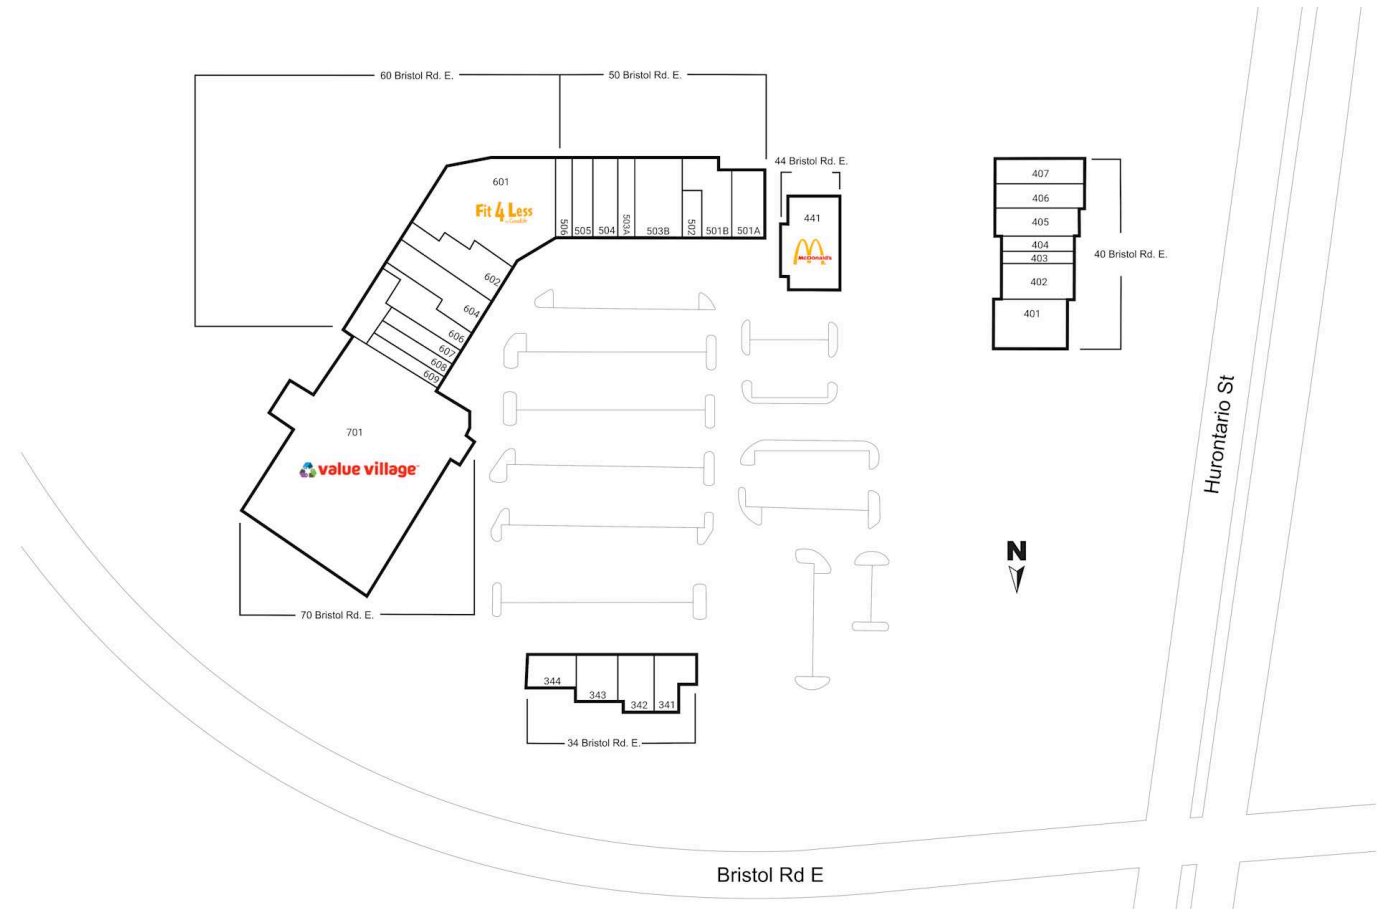 60 Bristol Rd. E.
50 Bristol Rd. E.
44 Bristol Rd. E.
601
Fit 4 Less
506
505
504
503A
503B
502
501B
501A
441
McDonald's
407
406
405
404
403
402
401
40 Bristol Rd. E.
602
604
606
607
608
609
701
value village
70 Bristol Rd. E.
Hurontario St
N
344
343
342
341
34 Bristol Rd. E.
Bristol Rd E